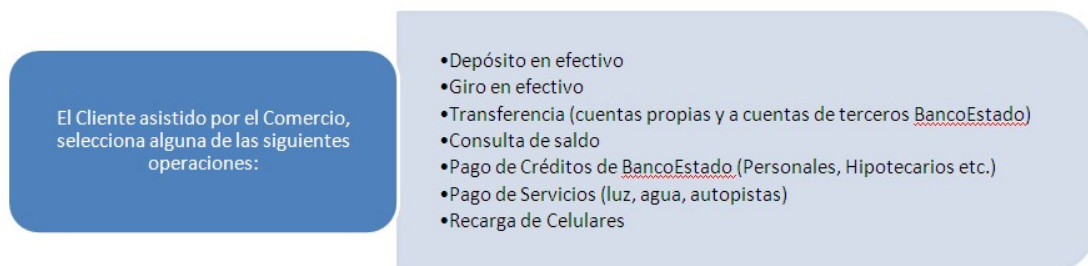 El Cliente asistido por el Comercio,
selecciona alguna de las siguientes
operaciones:
•Depósito en efectivo
•Giro en efectivo
•Transferencia (cuentas propias y a cuentas de terceros BancoEstado)
•Consulta de saldo
•Pago de Créditos de BancoEstado (Personales, Hipotecarios etc.)
•Pago de Servicios (luz, agua, autopistas)
•Recarga de Celulares